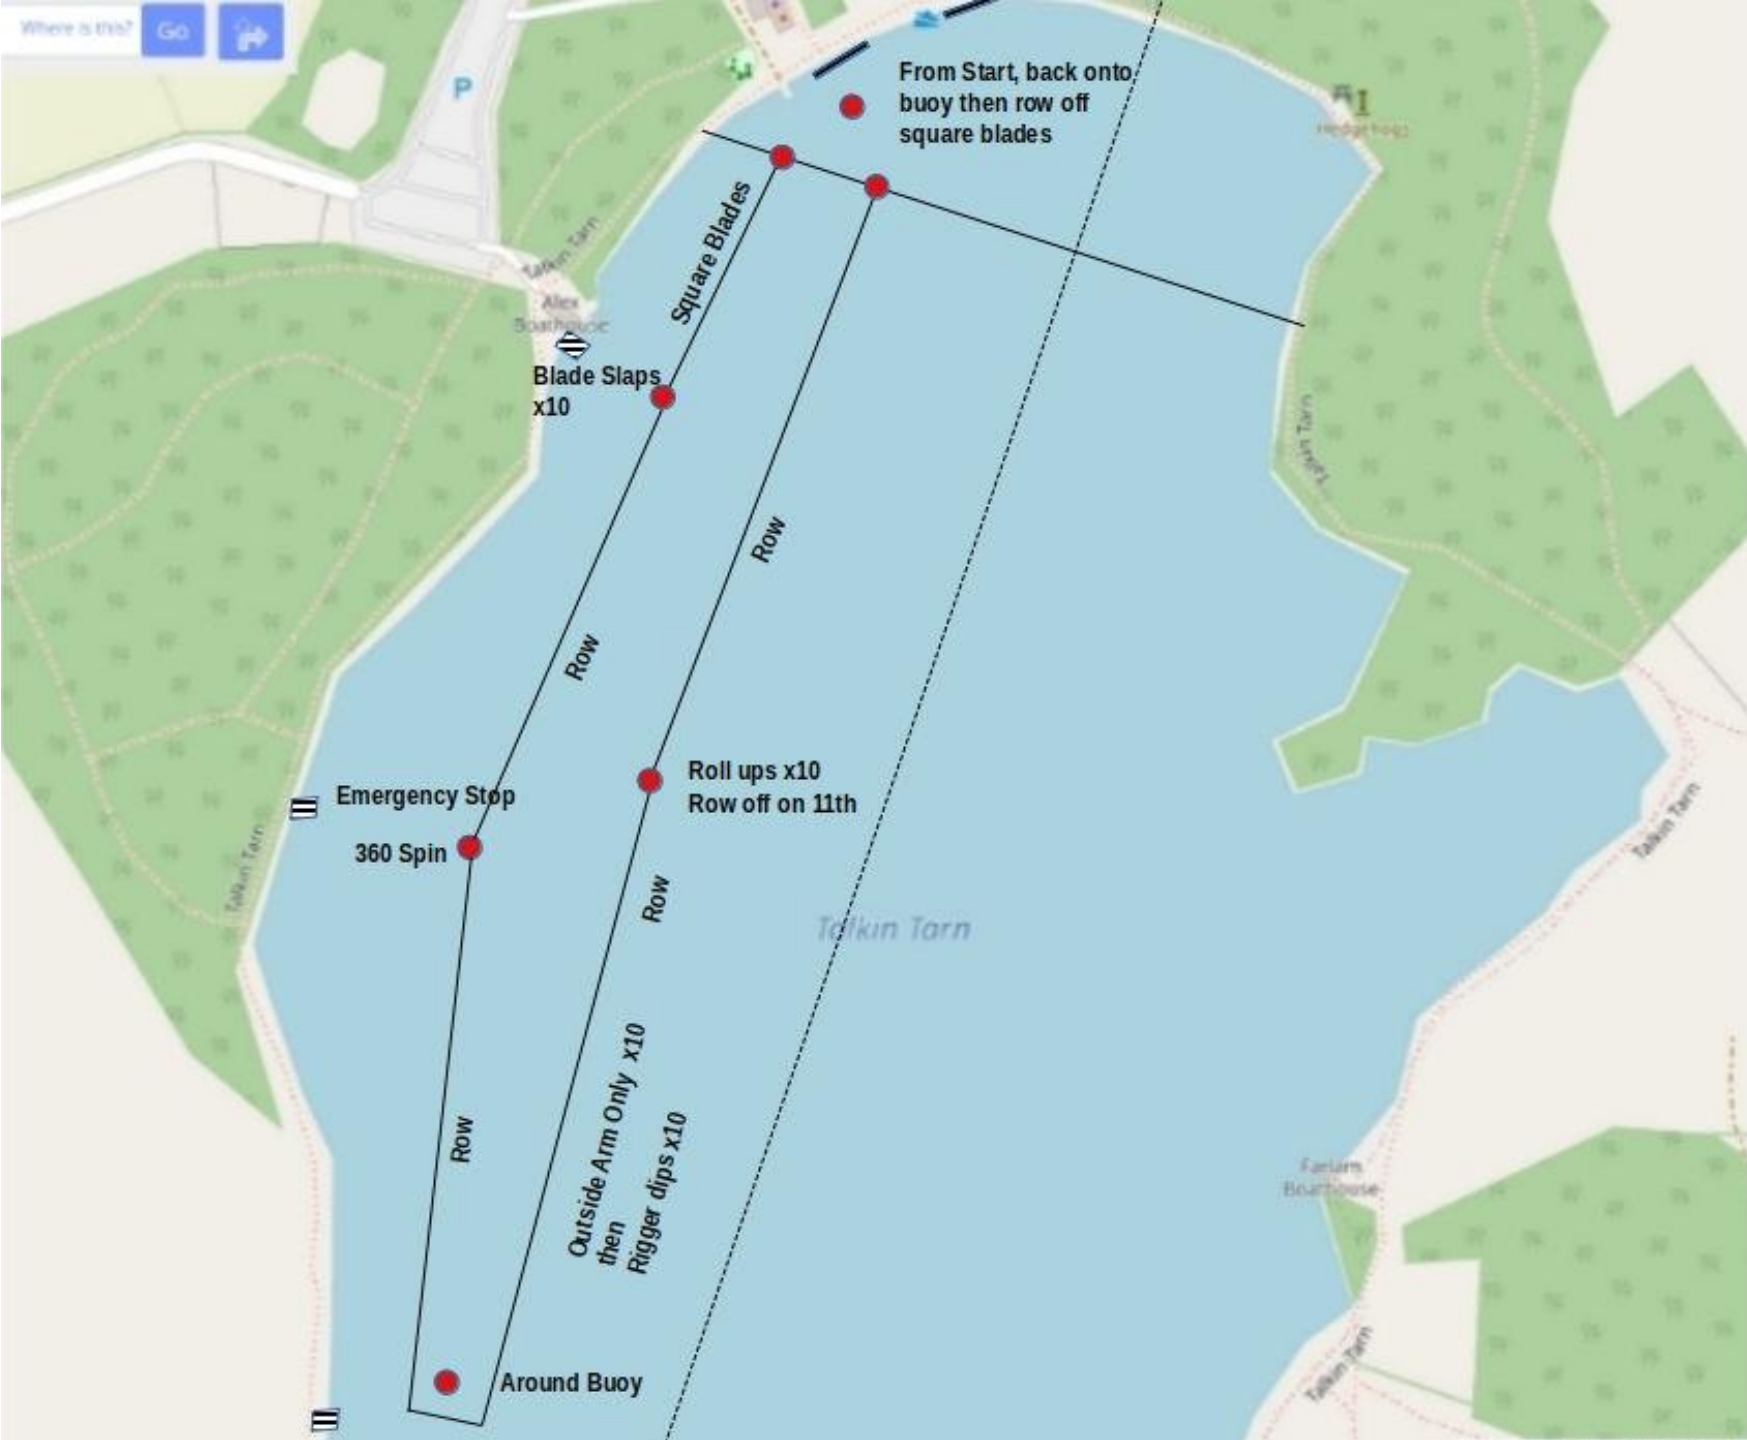 Where is this?
Go
P
From Start, back onto
buoy then row off
square blades
Hedgehogs
Square Blades
Talkin Tarn
Alex
Boathouse
Blade Slaps
x10
Talkin Tarn
Row
Row
Emergency Stop
360 Spin
Roll ups x10
Row off on 11th
Talkin Tarn
Talkin Tarn
Row
Talkin Tarn
Row
Outside Arm Only x10
then
Rigger dips x10
Farlam
Boathouse
Around Buoy
Talkin Tarn